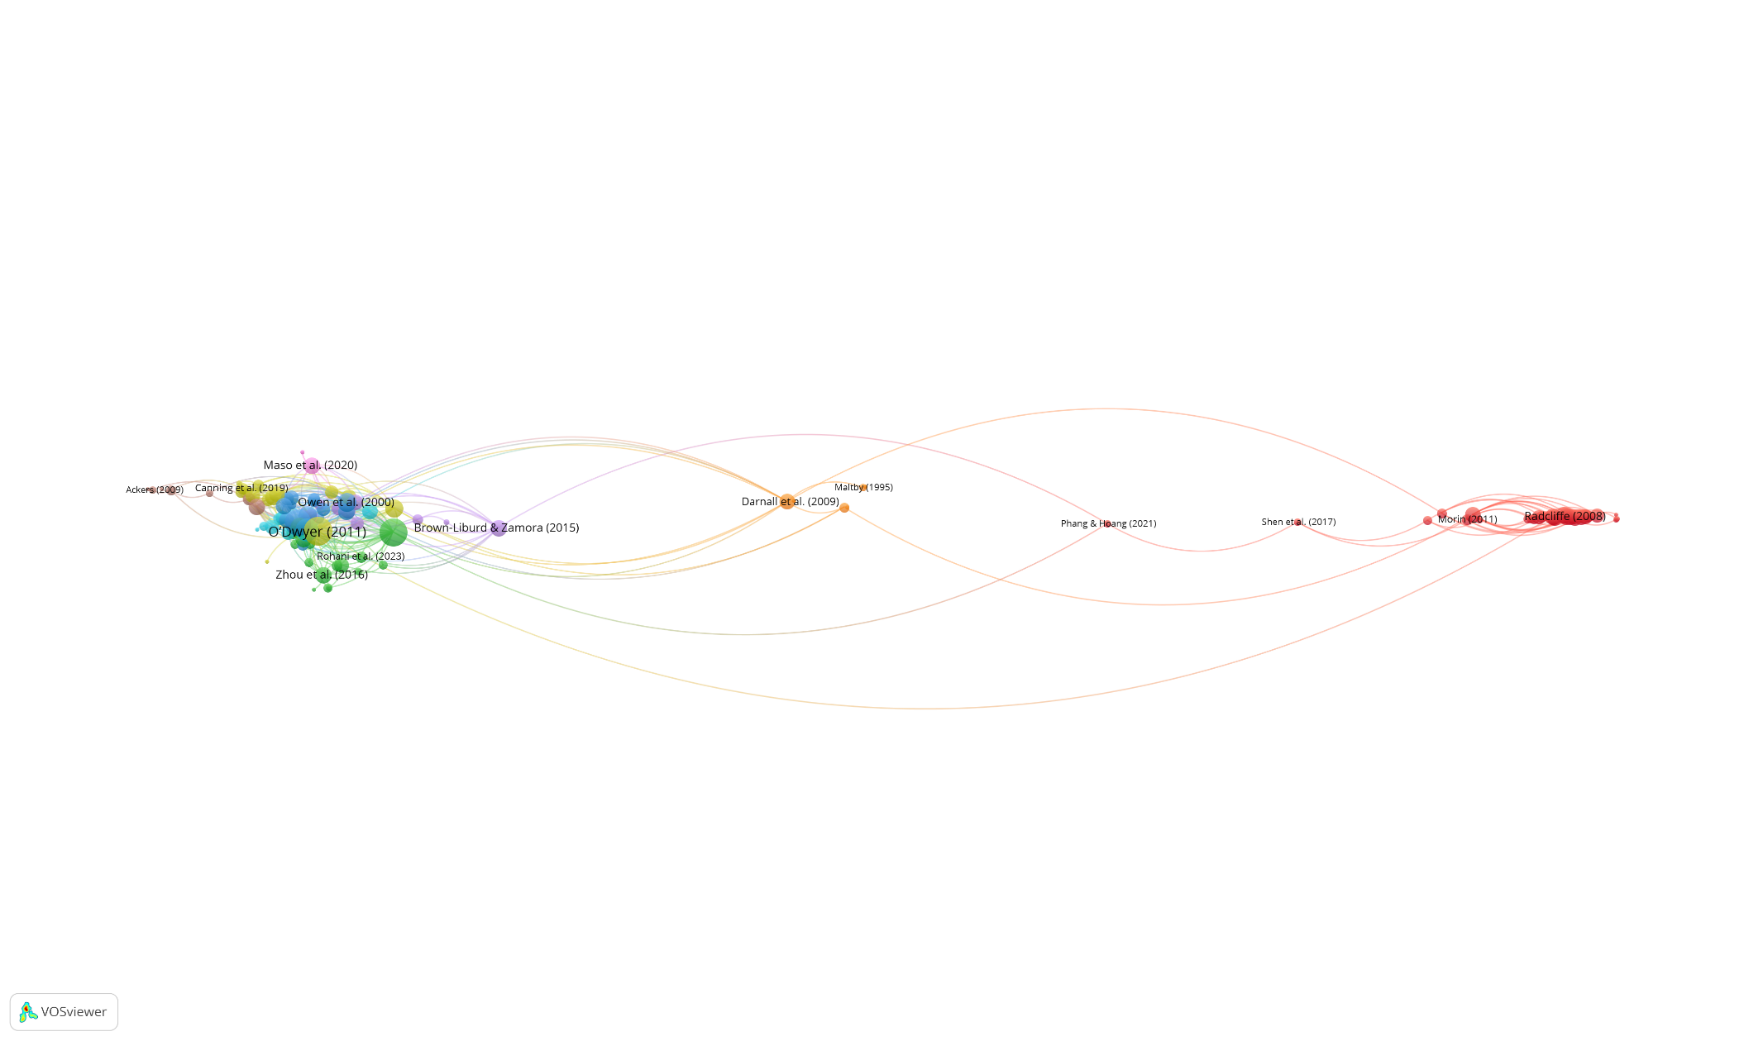 Maso et al. (2020)
Ackers (2009)
Canning et al. (2019)
Owen et al. (2000)
O'Dwyer (2011)
Brown-Liburd & Zamora (2015)
Rohani et al. (2023)
Zhou et al. (2016)
Maltby (1995)
Darnall et al. (2009)
Phang & Hoang (2021)
Shen et al. (2017)
Morin (2011)
Radcliffe (2008)
VOSviewer